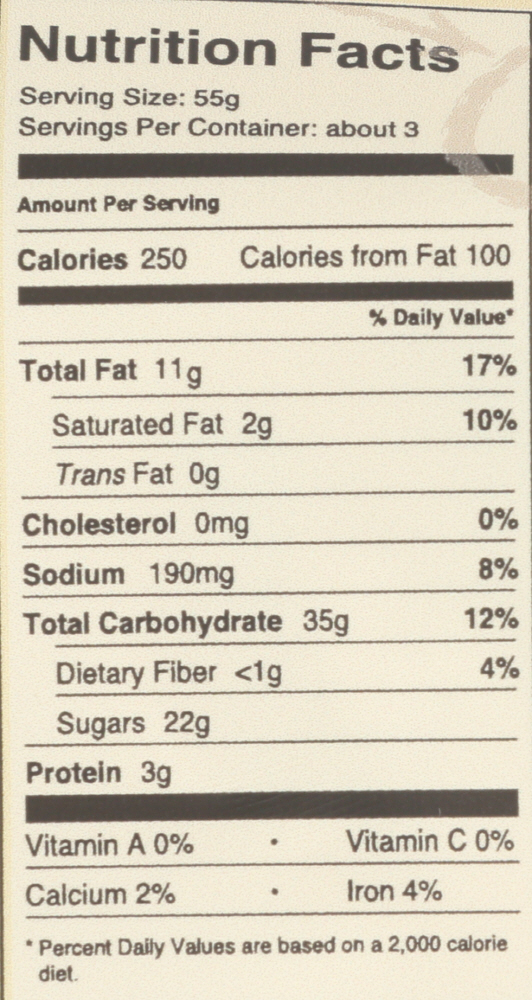 Nutrition Facts
Serving Size: 55g
Servings Per Container: about 3
Amount Per Serving
Calories 250 Calories from Fat 100
% Daily Value*
Total Fat 11g 17%
Saturated Fat 2g 10%
Trans Fat 0g
Cholesterol 0mg 0%
Sodium 190mg 8%
Total Carbohydrate 35g 12%
Dietary Fiber <1g 4%
Sugars 22g
Protein 3g
Vitamin A 0% • Vitamin C 0%
Calcium 2% • Iron 4%
* Percent Daily Values are based on a 2,000 calorie
diet.